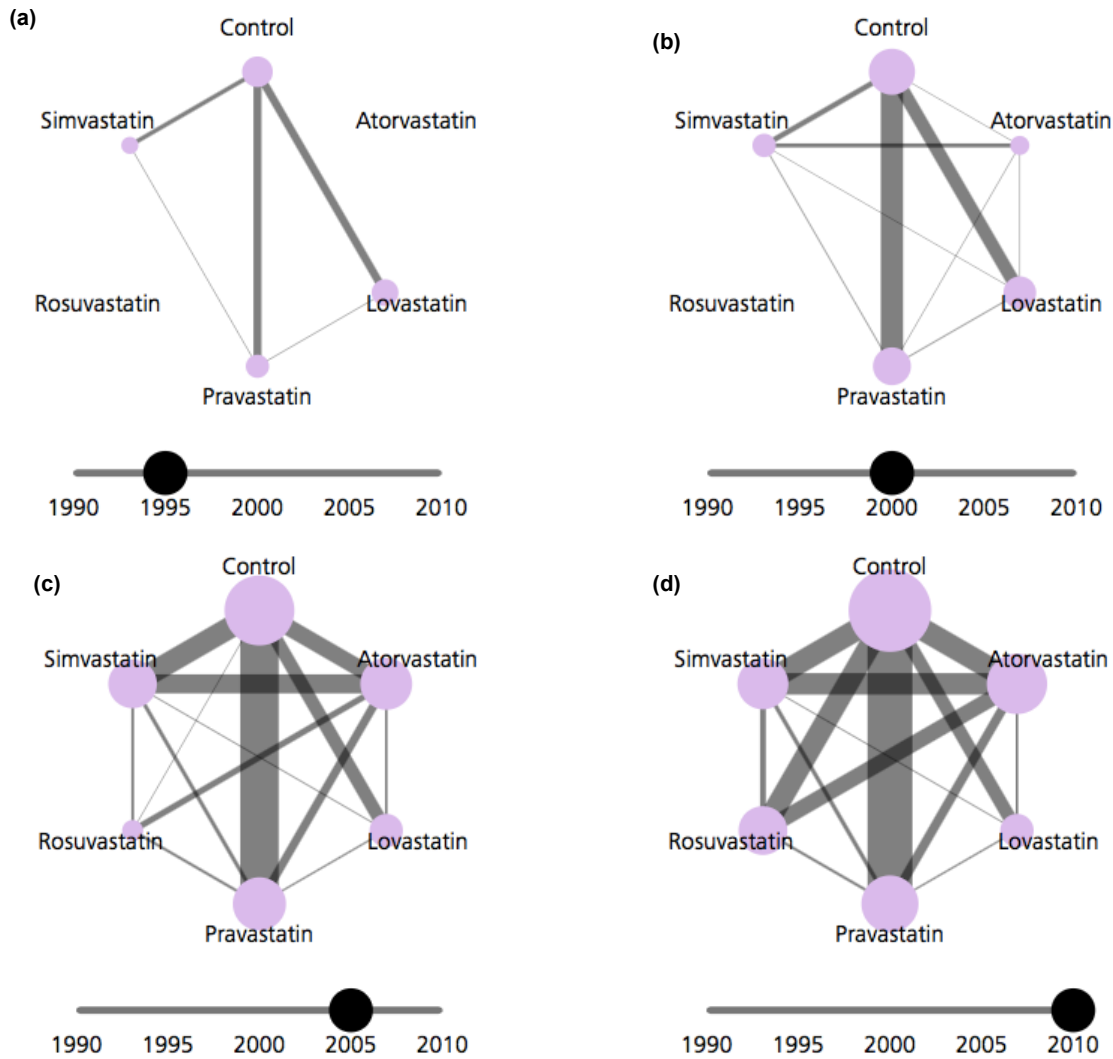 (a)
Control
Simvastatin
Atorvastatin
Rosuvastatin
Lovastatin
Pravastatin
1990 1995 2000 2005 2010
(b)
Control
Simvastatin
Atorvastatin
Rosuvastatin
Lovastatin
Pravastatin
1990 1995 2000 2005 2010
(c)
Control
Simvastatin
Atorvastatin
Rosuvastatin
Lovastatin
Pravastatin
1990 1995 2000 2005 2010
(d)
Control
Simvastatin
Atorvastatin
Rosuvastatin
Lovastatin
Pravastatin
1990 1995 2000 2005 2010